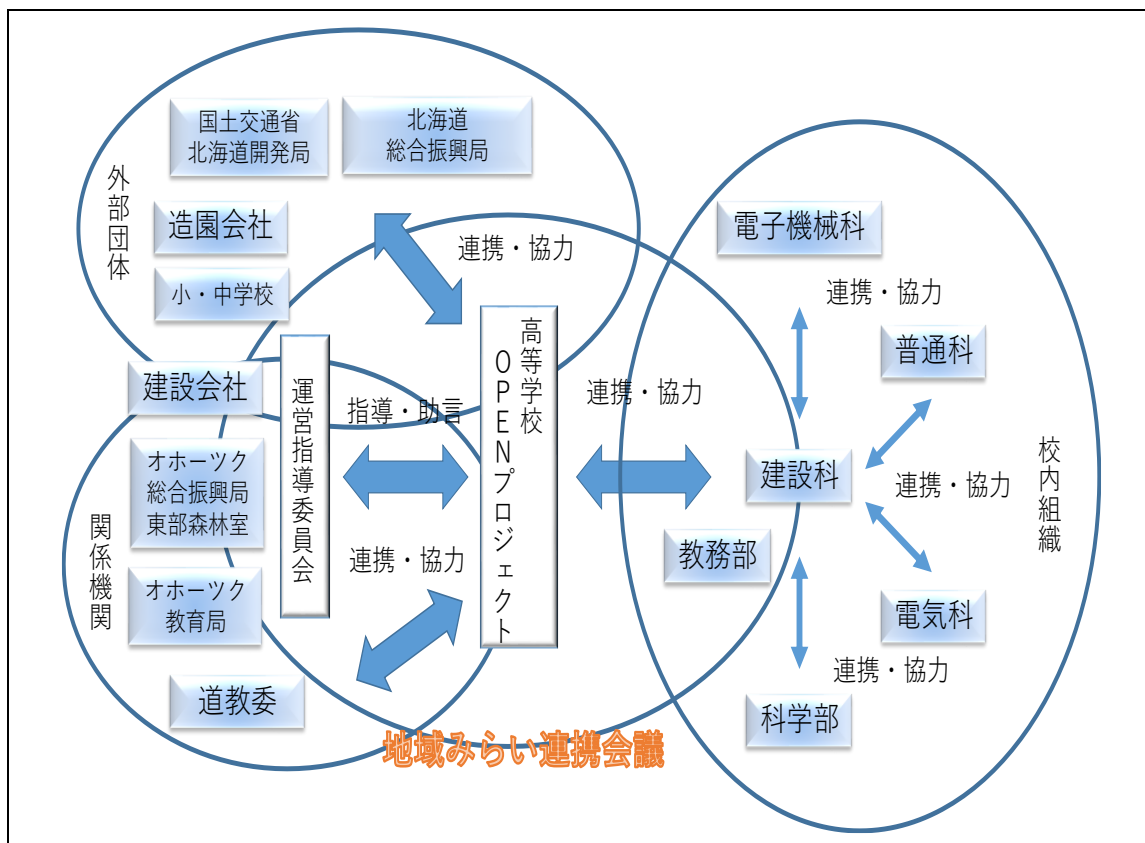 国土交通省
北海道開発局
北海道
総合振興局
外部団体
造園会社
小・中学校
連携・協力
建設会社
オホーツク
総合振興局
東部森林室
関係機関
オホーツク
教育局
道教委
運営指導委員会
指導・助言
連携・協力
高等学校
OPENプロジェクト
連携・協力
地域みらい連携会議
電子機械科
連携・協力
普通科
建設科
連携・協力
校内組織
教務部
電気科
連携・協力
科学部